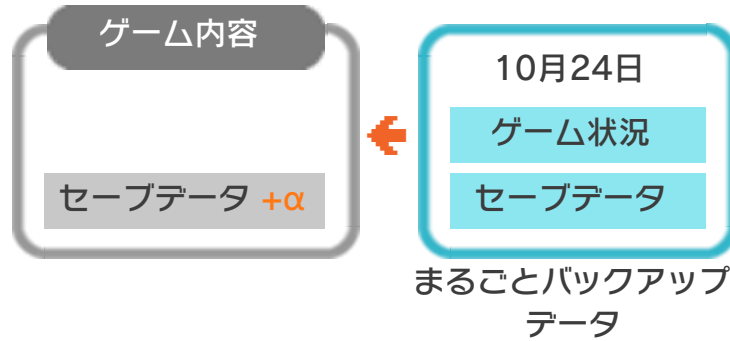 ゲーム内容
セーブデータ +α
10月24日
ゲーム状況
セーブデータ
まるごとバックアップ
データ